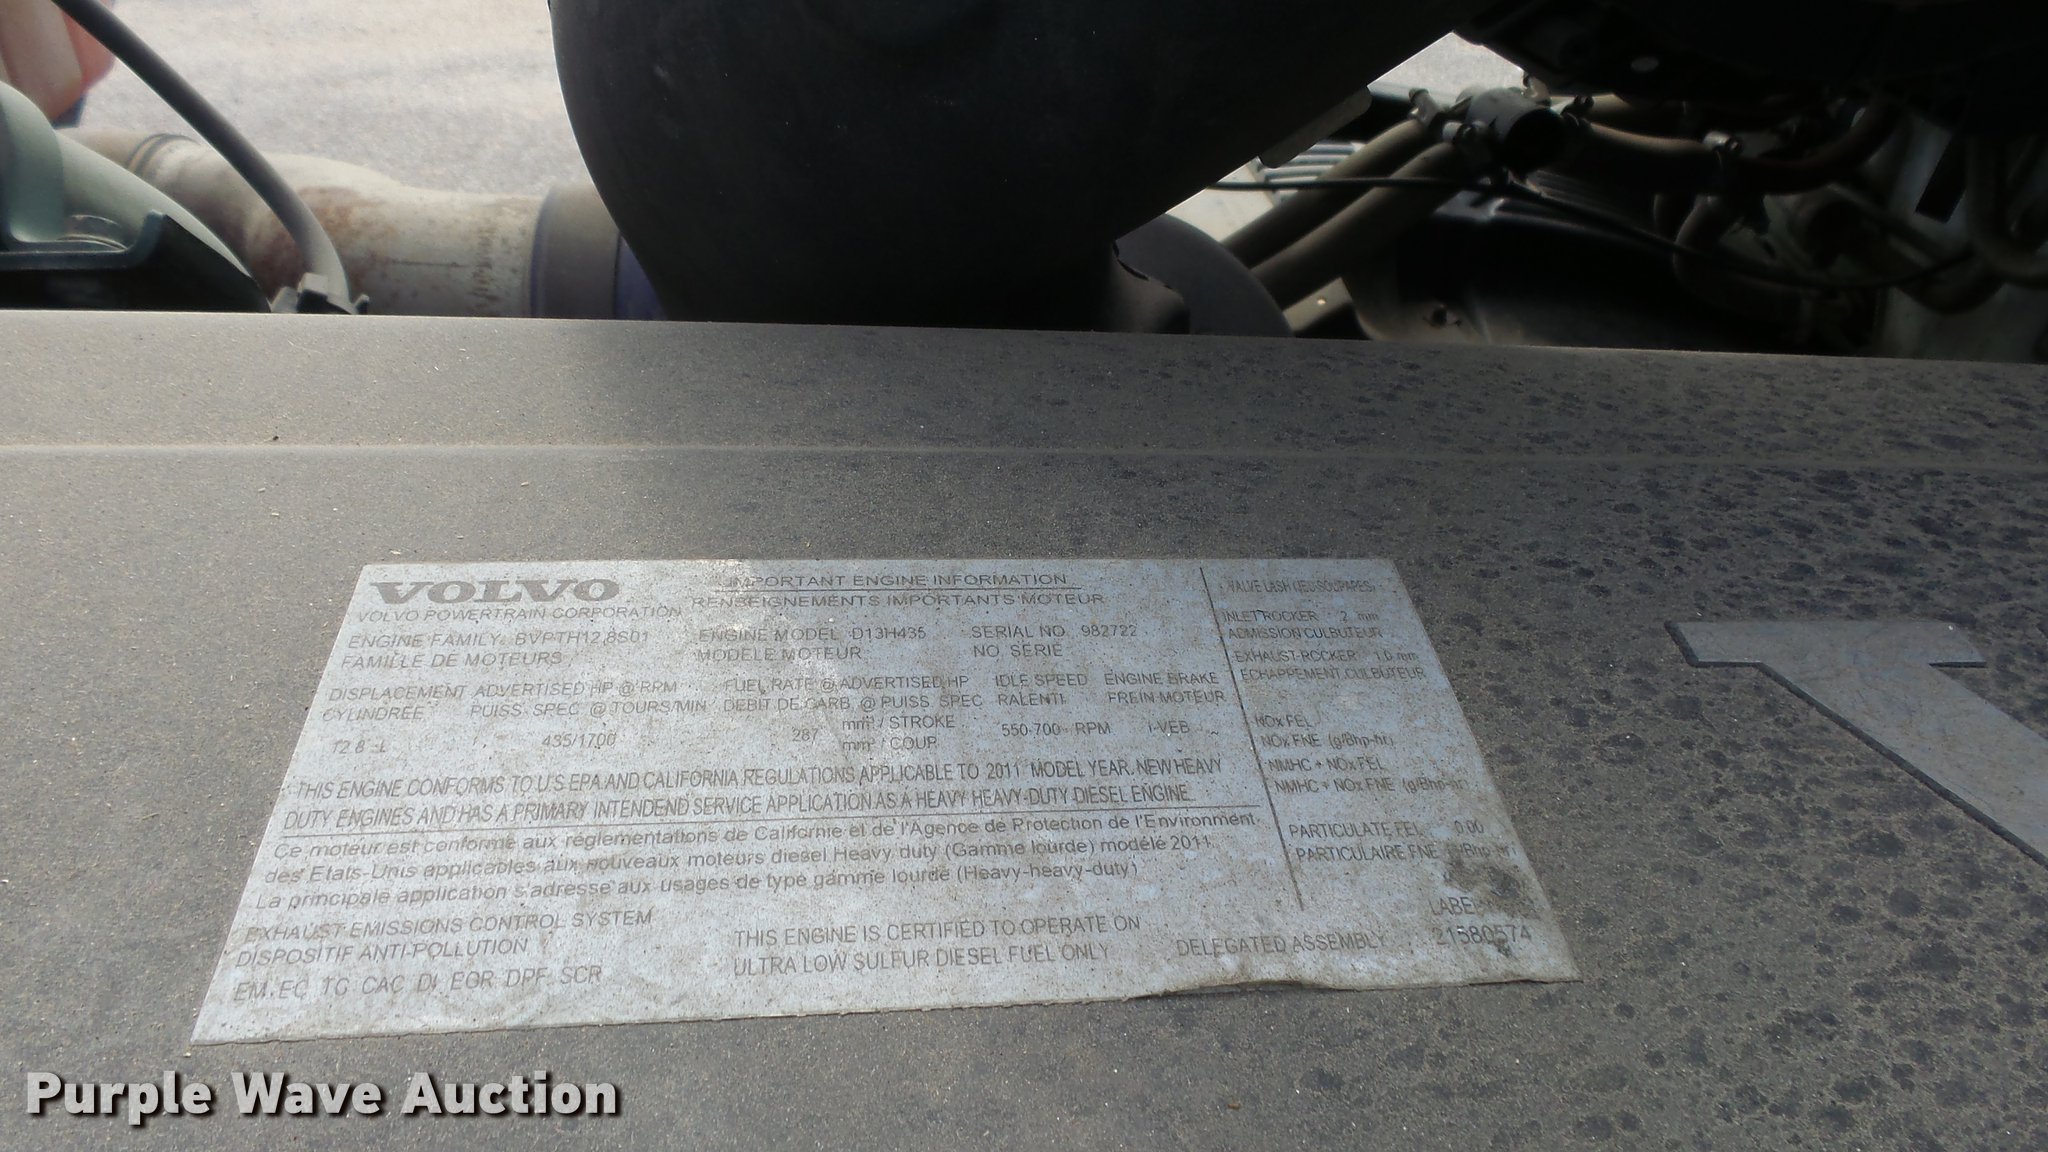 VOLVO
VOLVO POWERTRAIN CORPORATION
IMPORTANT ENGINE INFORMATION
RENSEIGNEMENTS IMPORTANTS MOTEUR
ENGINE FAMILY BVPTH12.8S01
FAMILLE DE MOTEURS
ENGINE MODEL D13H435
MODELE MOTEUR
SERIAL NO. 982722
NO SERIE
DISPLACEMENT ADVERTISED HP @ RPM FUEL RATE @ ADVERTISED HP IDLE SPEED ENGINE BRAKE
CYLINDREE PUISS SPEC @ TOURS/MIN DEBIT DE CARB @ PUISS SPEC RALENTI FREIN MOTEUR
12.8 L 435/1700 287 mm³ / STROKE 550-700 RPM I-VEB
mm³ / COUP
THIS ENGINE CONFORMS TO U.S EPA AND CALIFORNIA REGULATIONS APPLICABLE TO 2011 MODEL YEAR. NEW HEAVY
DUTY ENGINES AND HAS A PRIMARY INTENDEND SERVICE APPLICATION AS A HEAVY HEAVY-DUTY DIESEL ENGINE.
Ce moteur est conforme aux réglementations de Californie et de l'Agence de Protection de l'Environment
des Etats-Unis applicables aux nouveaux moteurs diesel Heavy duty (Gamme lourde) modéle 2011.
La principale application s'adresse aux usages de type gamme lourde (Heavy-heavy-duty)
EXHAUST EMISSIONS CONTROL SYSTEM
DISPOSITIF ANTI-POLLUTION
EM, EC TC CAC DI EGR DPF SCR
THIS ENGINE IS CERTIFIED TO OPERATE ON
ULTRA LOW SULFUR DIESEL FUEL ONLY
DELEGATED ASSEMBLY
VALVE LASH
INLET ROCKER 2 mm
ADMISSION CULBUTEUR
EXHAUST-ROCKER 1.0 mm
ECHAPPEMENT CULBUTEUR
NOx FEL
NOx FNE (g/Bhp-hr)
NMHC + NOx FEL
NMHC + NOx FNE (g/Bhp-hr
PARTICULATE FEL 0.00
PARTICULAIRE FNE
LABEL
21580574
Purple Wave Auction